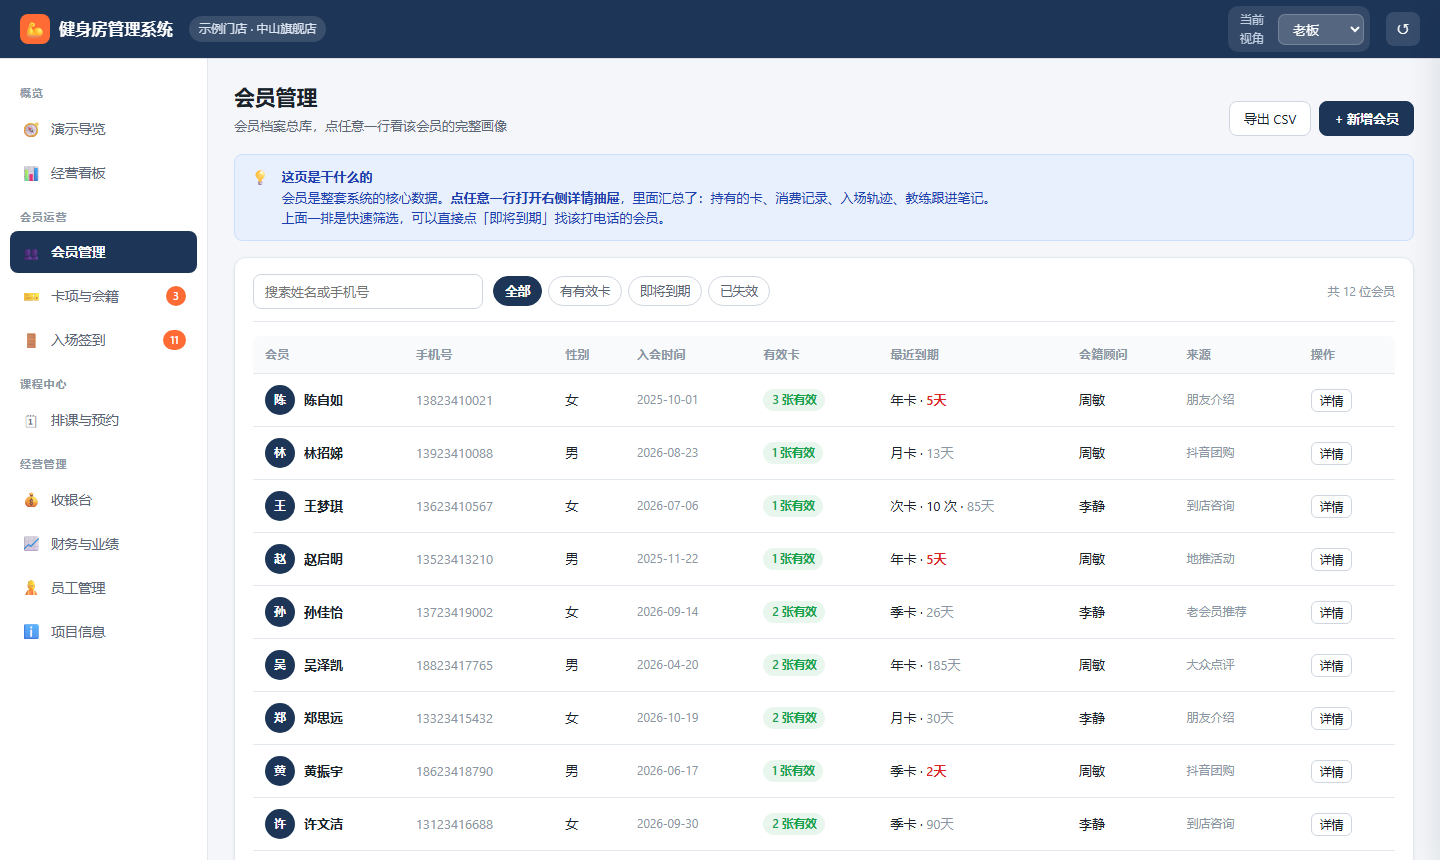 健身房管理系统
示例门店 · 中山旗舰店
当前
视角
老板
概览
演示导览
经营看板
会员运营
会员管理
卡项与会籍 3
入场签到 11
课程中心
排课与预约
经营管理
收银台
财务与业绩
员工管理
项目信息
会员管理
会员档案总库，点任意一行看该会员的完整画像
导出 CSV
+ 新增会员
这页是干什么的
会员是整套系统的核心数据。点任意一行打开右侧详情抽屉，里面汇总了：持有的卡、消费记录、入场轨迹、教练跟进笔记。
上面一排是快速筛选，可以直接点「即将到期」找该打电话的会员。
搜索姓名或手机号 全部 有有效卡 即将到期 已失效 共 12 位会员
会员 手机号 性别 入会时间 有效卡 最近到期 会籍顾问 来源 操作
陈 陈自如 13823410021 女 2025-10-01 3 张有效 年卡 · 5天 周敏 朋友介绍 详情
林 林招娣 13923410088 男 2026-08-23 1 张有效 月卡 · 13天 周敏 抖音团购 详情
王 王梦琪 13623410567 女 2026-07-06 1 张有效 次卡 · 10 次 · 85天 李静 到店咨询 详情
赵 赵启明 13523413210 男 2025-11-22 1 张有效 年卡 · 5天 周敏 地推活动 详情
孙 孙佳怡 13723419002 女 2026-09-14 2 张有效 季卡 · 26天 李静 老会员推荐 详情
吴 吴泽凯 18823417765 男 2026-04-20 2 张有效 年卡 · 185天 周敏 大众点评 详情
郑 郑思远 13323415432 女 2026-10-19 2 张有效 月卡 · 30天 李静 朋友介绍 详情
黄 黄振宇 18623418790 男 2026-06-17 1 张有效 季卡 · 2天 周敏 抖音团购 详情
许 许文洁 13123416688 女 2026-09-30 2 张有效 季卡 · 90天 李静 到店咨询 详情